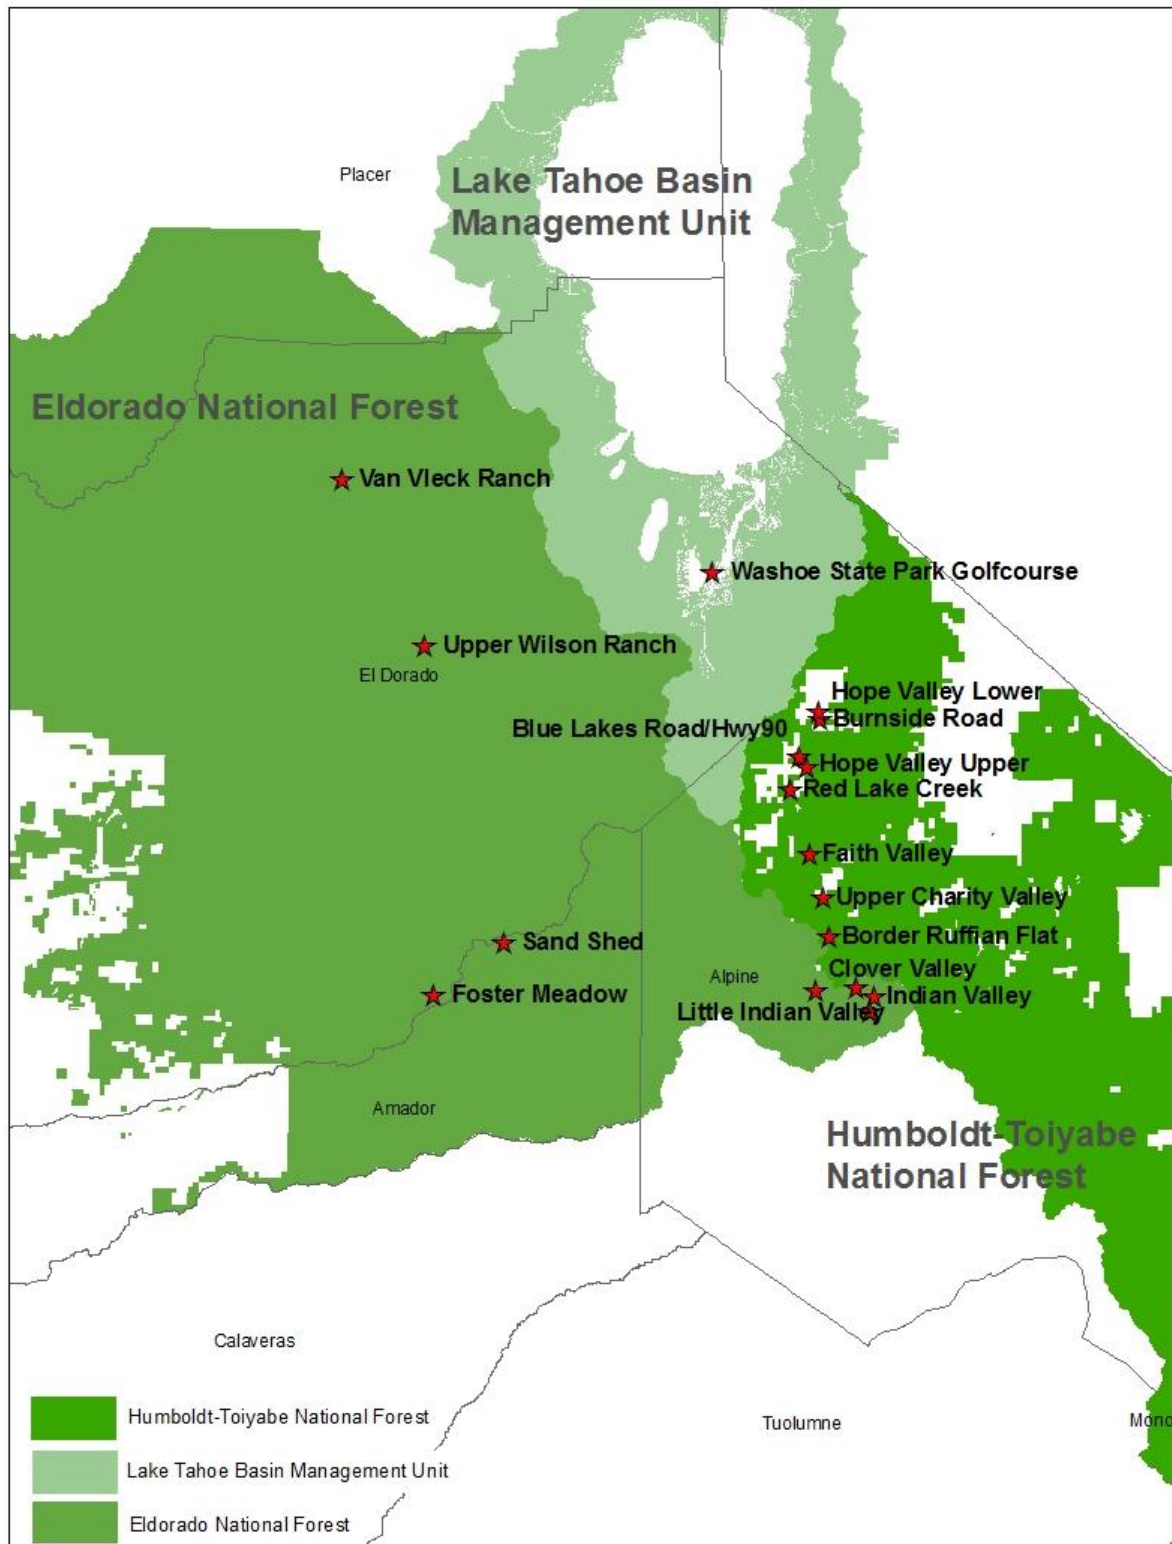 Placer
Lake Tahoe Basin
Management Unit
Eldorado National Forest
Van Vleck Ranch
Washoe State Park Golfcourse
Upper Wilson Ranch
El Dorado
Hope Valley Lower
Burnside Road
Blue Lakes Road/Hwy90
Hope Valley Upper
Red Lake Creek
Faith Valley
Upper Charity Valley
Border Ruffian Flat
Sand Shed
Clover Valley
Alpine
Foster Meadow
Indian Valley
Little Indian Valley
Amador
Humboldt-Toiyabe
National Forest
Calaveras
Tuolumne
Mono
Humboldt-Toiyabe National Forest
Lake Tahoe Basin Management Unit
Eldorado National Forest